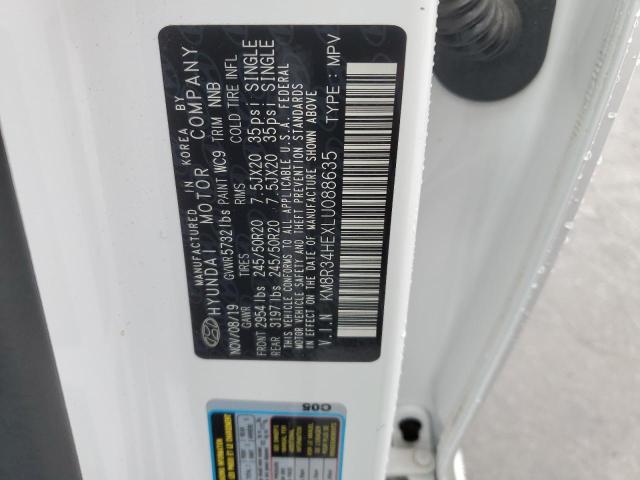 MANUFACTURED IN KOREA BY
HYUNDAI MOTOR COMPANY
NOV/08/19 GVWR 5732 lbs PAINT WC9 TRIM NNB
GAWR TIRES RIMS COLD TIRE INFL
FRONT 2954 lbs 245/50R20 7.5JX20 35psi SINGLE
REAR 3197 lbs 245/50R20 7.5JX20 35psi SINGLE
THIS VEHICLE CONFORMS TO ALL APPLICABLE U.S.A. FEDERAL
MOTOR VEHICLE SAFETY AND THEFT PREVENTION STANDARDS
IN EFFECT ON THE DATE OF MANUFACTURE SHOWN ABOVE
V.I.N. KM8R34HEXLU088635 TYPE : MPV
C05